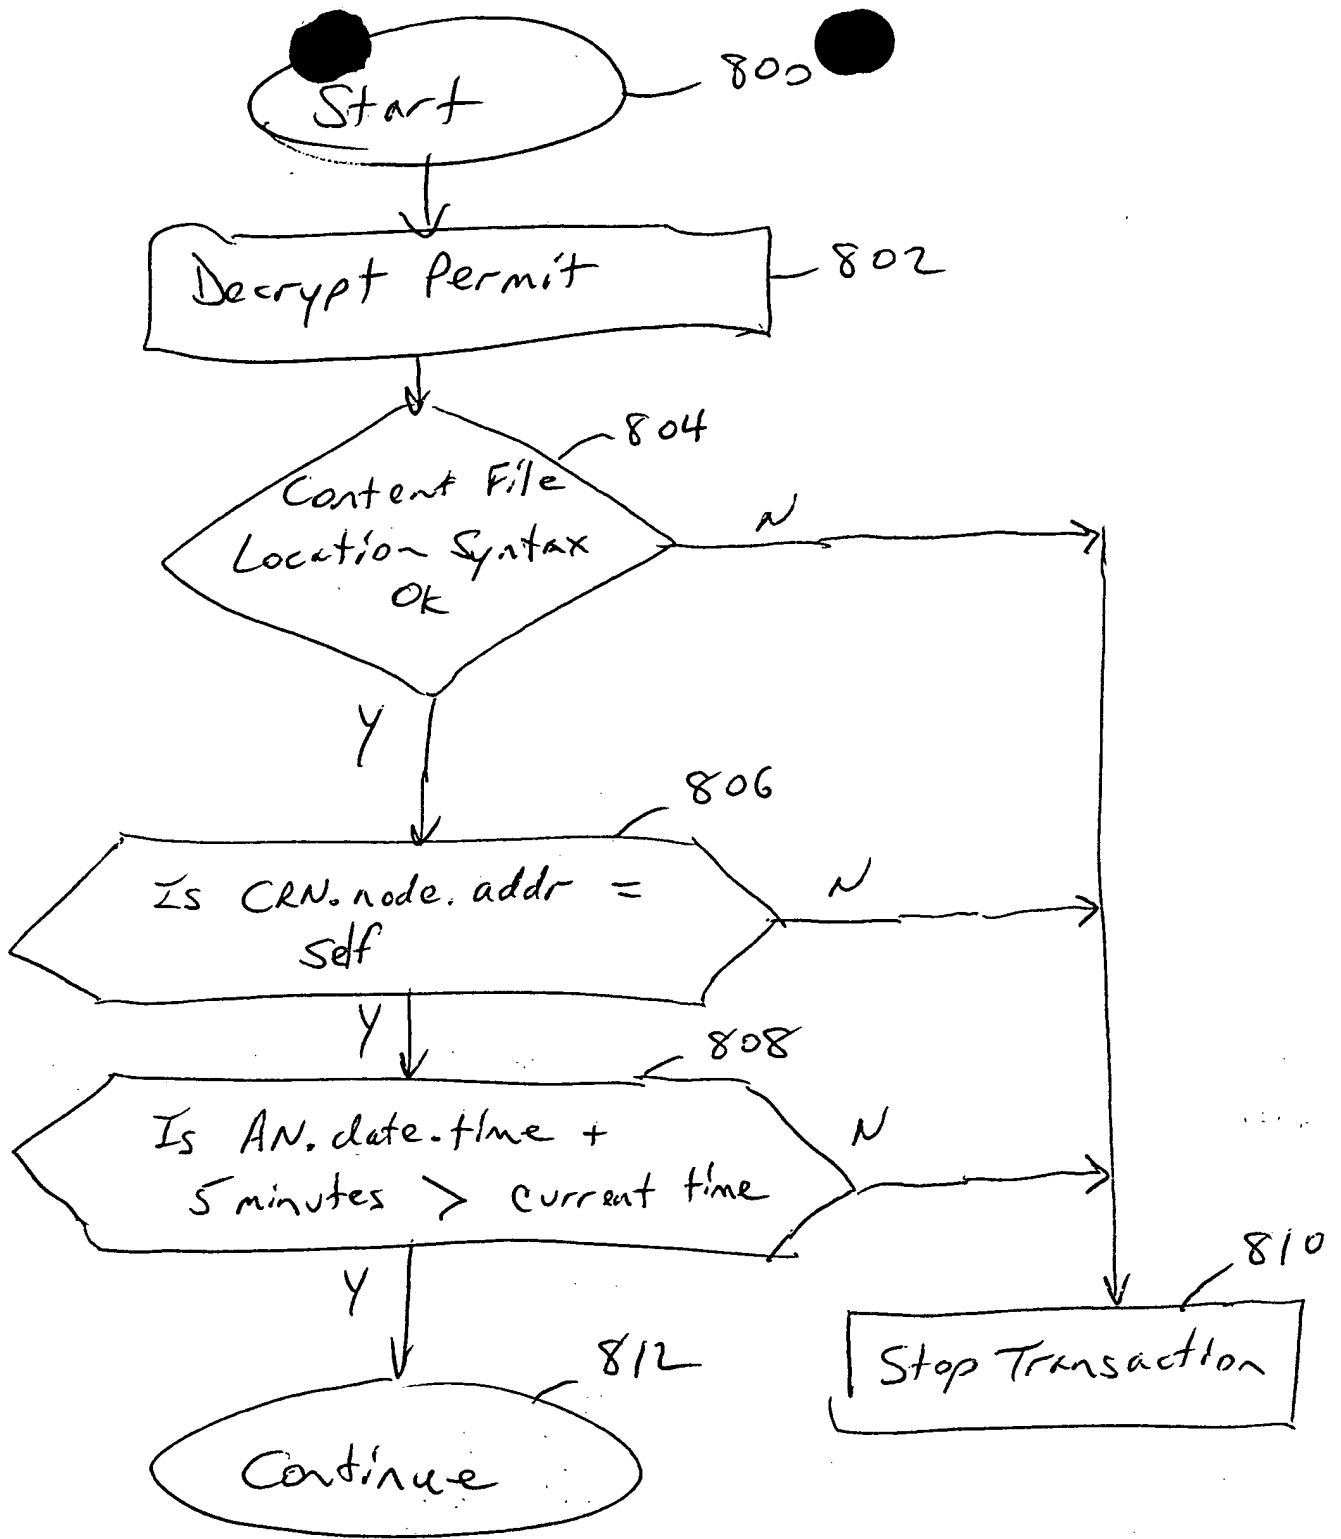 Start
800
Decrypt Permit
802
804
Content File
Location Syntax
Ok
N
Y
806
Is CRN.node.addr =
self
N
Y
808
Is AN.date.time +
5 minutes > current time
N
Y
810
Stop Transaction
812
Continue